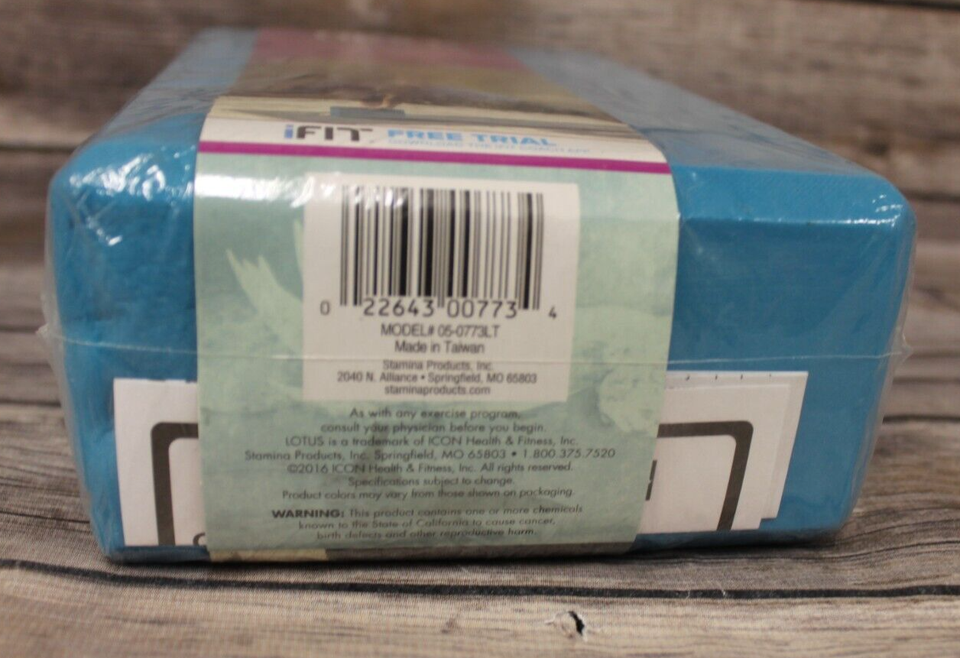 iFIT FREE TRIAL
0 22643 00773 4
MODEL# 05-0773LT
Made in Taiwan
Stamina Products, Inc.
2040 N. Alliance • Springfield, MO 65803
staminaproducts.com
As with any exercise program,
consult your physician before you begin.
LOTUS is a trademark of ICON Health & Fitness, Inc.
Stamina Products, Inc. Springfield, MO 65803 • 1.800.375.7520
©2016 ICON Health & Fitness, Inc. All rights reserved.
Specifications subject to change.
Product colors may vary from those shown on packaging.
WARNING: This product contains one or more chemicals
known to the State of California to cause cancer,
birth defects and other reproductive harm.